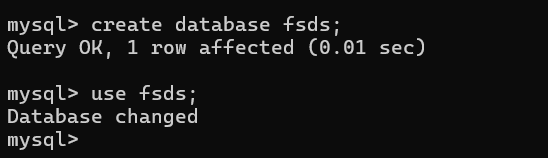 mysql> create database fsds;
Query OK, 1 row affected (0.01 sec)
mysql> use fsds;
Database changed
mysql>